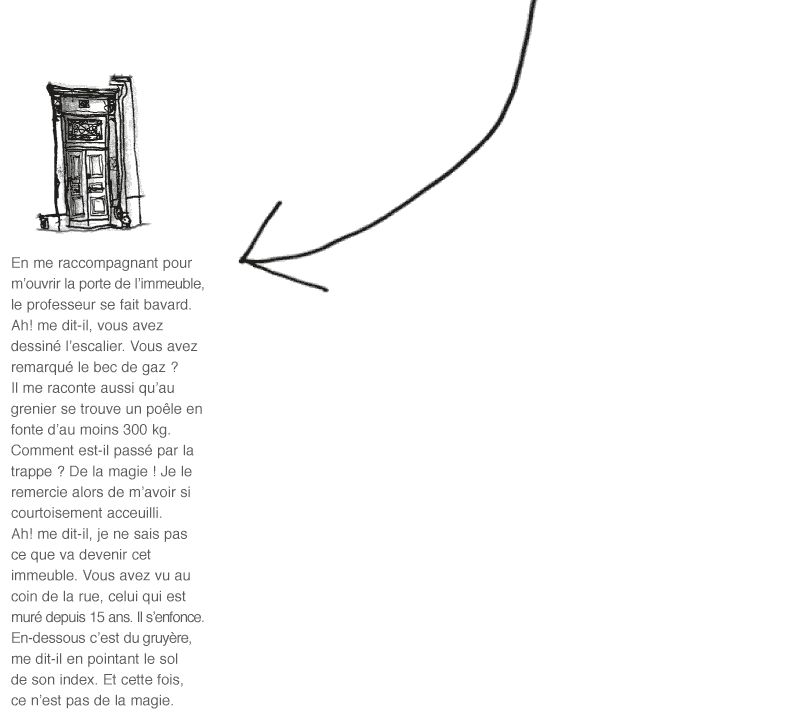 En me raccompagnant pour
m'ouvrir la porte de l'immeuble,
le professeur se fait bavard.
Ah! me dit-il, vous avez
dessiné l'escalier. Vous avez
remarqué le bec de gaz ?
Il me raconte aussi qu'au
grenier se trouve un poêle en
fonte d'au moins 300 kg.
Comment est-il passé par la
trappe ? De la magie ! Je le
remercie alors de m'avoir si
courtoisement acceuilli.
Ah! me dit-il, je ne sais pas
ce que va devenir cet
immeuble. Vous avez vu au
coin de la rue, celui qui est
muré depuis 15 ans. Il s'enfonce.
En-dessous c'est du gruyère,
me dit-il en pointant le sol
de son index. Et cette fois,
ce n'est pas de la magie.